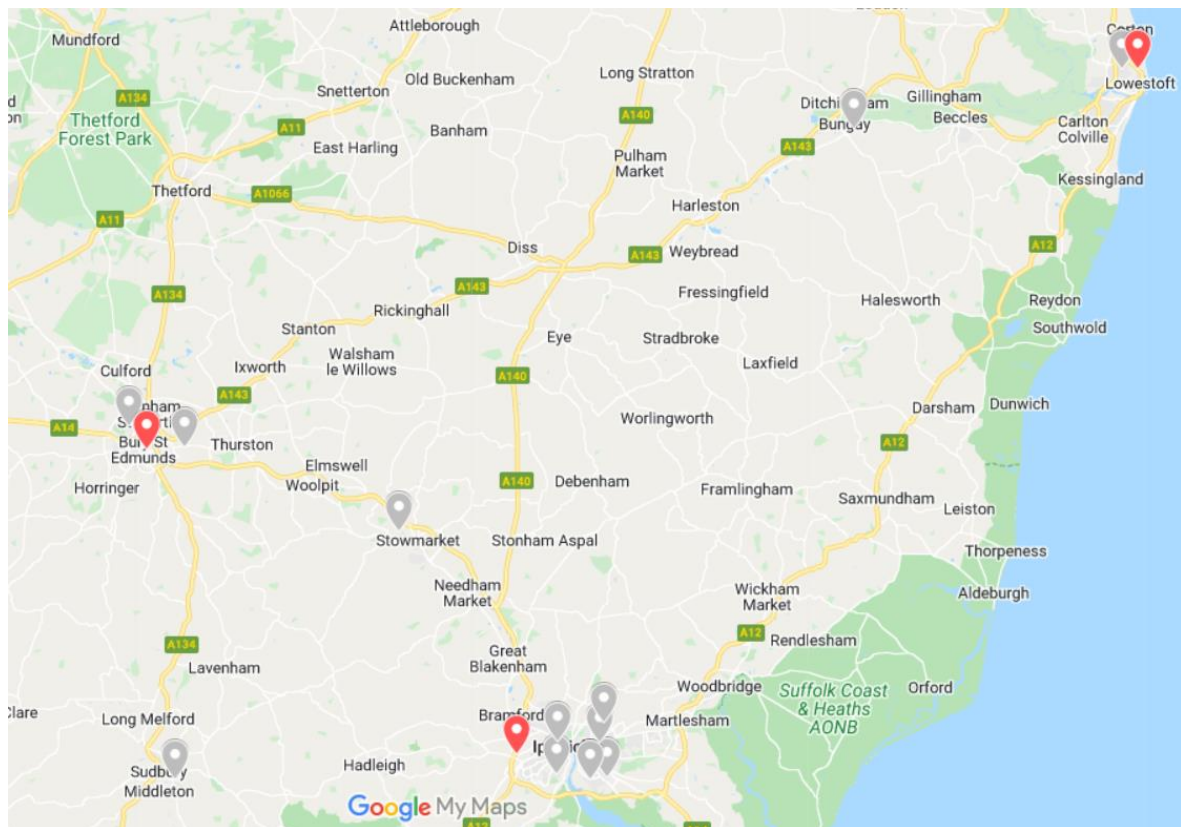 Mundford
Attleborough
Corton
Lowestoft
Old Buckenham
Long Stratton
Snetterton
A134
Thetford
Forest Park
A11
A140
Ditchingham
Bungay
Gillingham
Beccles
Carlton
Colville
Banham
East Harling
A143
Pulham
Market
Kessingland
Thetford
A1066
Harleston
A11
Diss
A143
Weybread
A12
A134
A143
Fressingfield
Halesworth
Reydon
Rickinghall
Southwold
Stanton
Eye
Stradbroke
Walsham
le Willows
Laxfield
Culford
Ixworth
A140
A143
Darsham
Dunwich
Worlingworth
A14
Thurston
Edmunds
A12
Elmswell
Woolpit
Horringer
A140
Debenham
Framlingham
Saxmundham
Leiston
Stowmarket
Stonham Aspal
Thorpeness
Needham
Market
Wickham
Market
Aldeburgh
A12
A134
Rendlesham
Great
Blakenham
Lavenham
Woodbridge
Suffolk Coast
& Heaths
AONB
Orford
Clare
Long Melford
Bramford
Martlesham
Hadleigh
Sudbury
Middleton
Google My Maps
A12